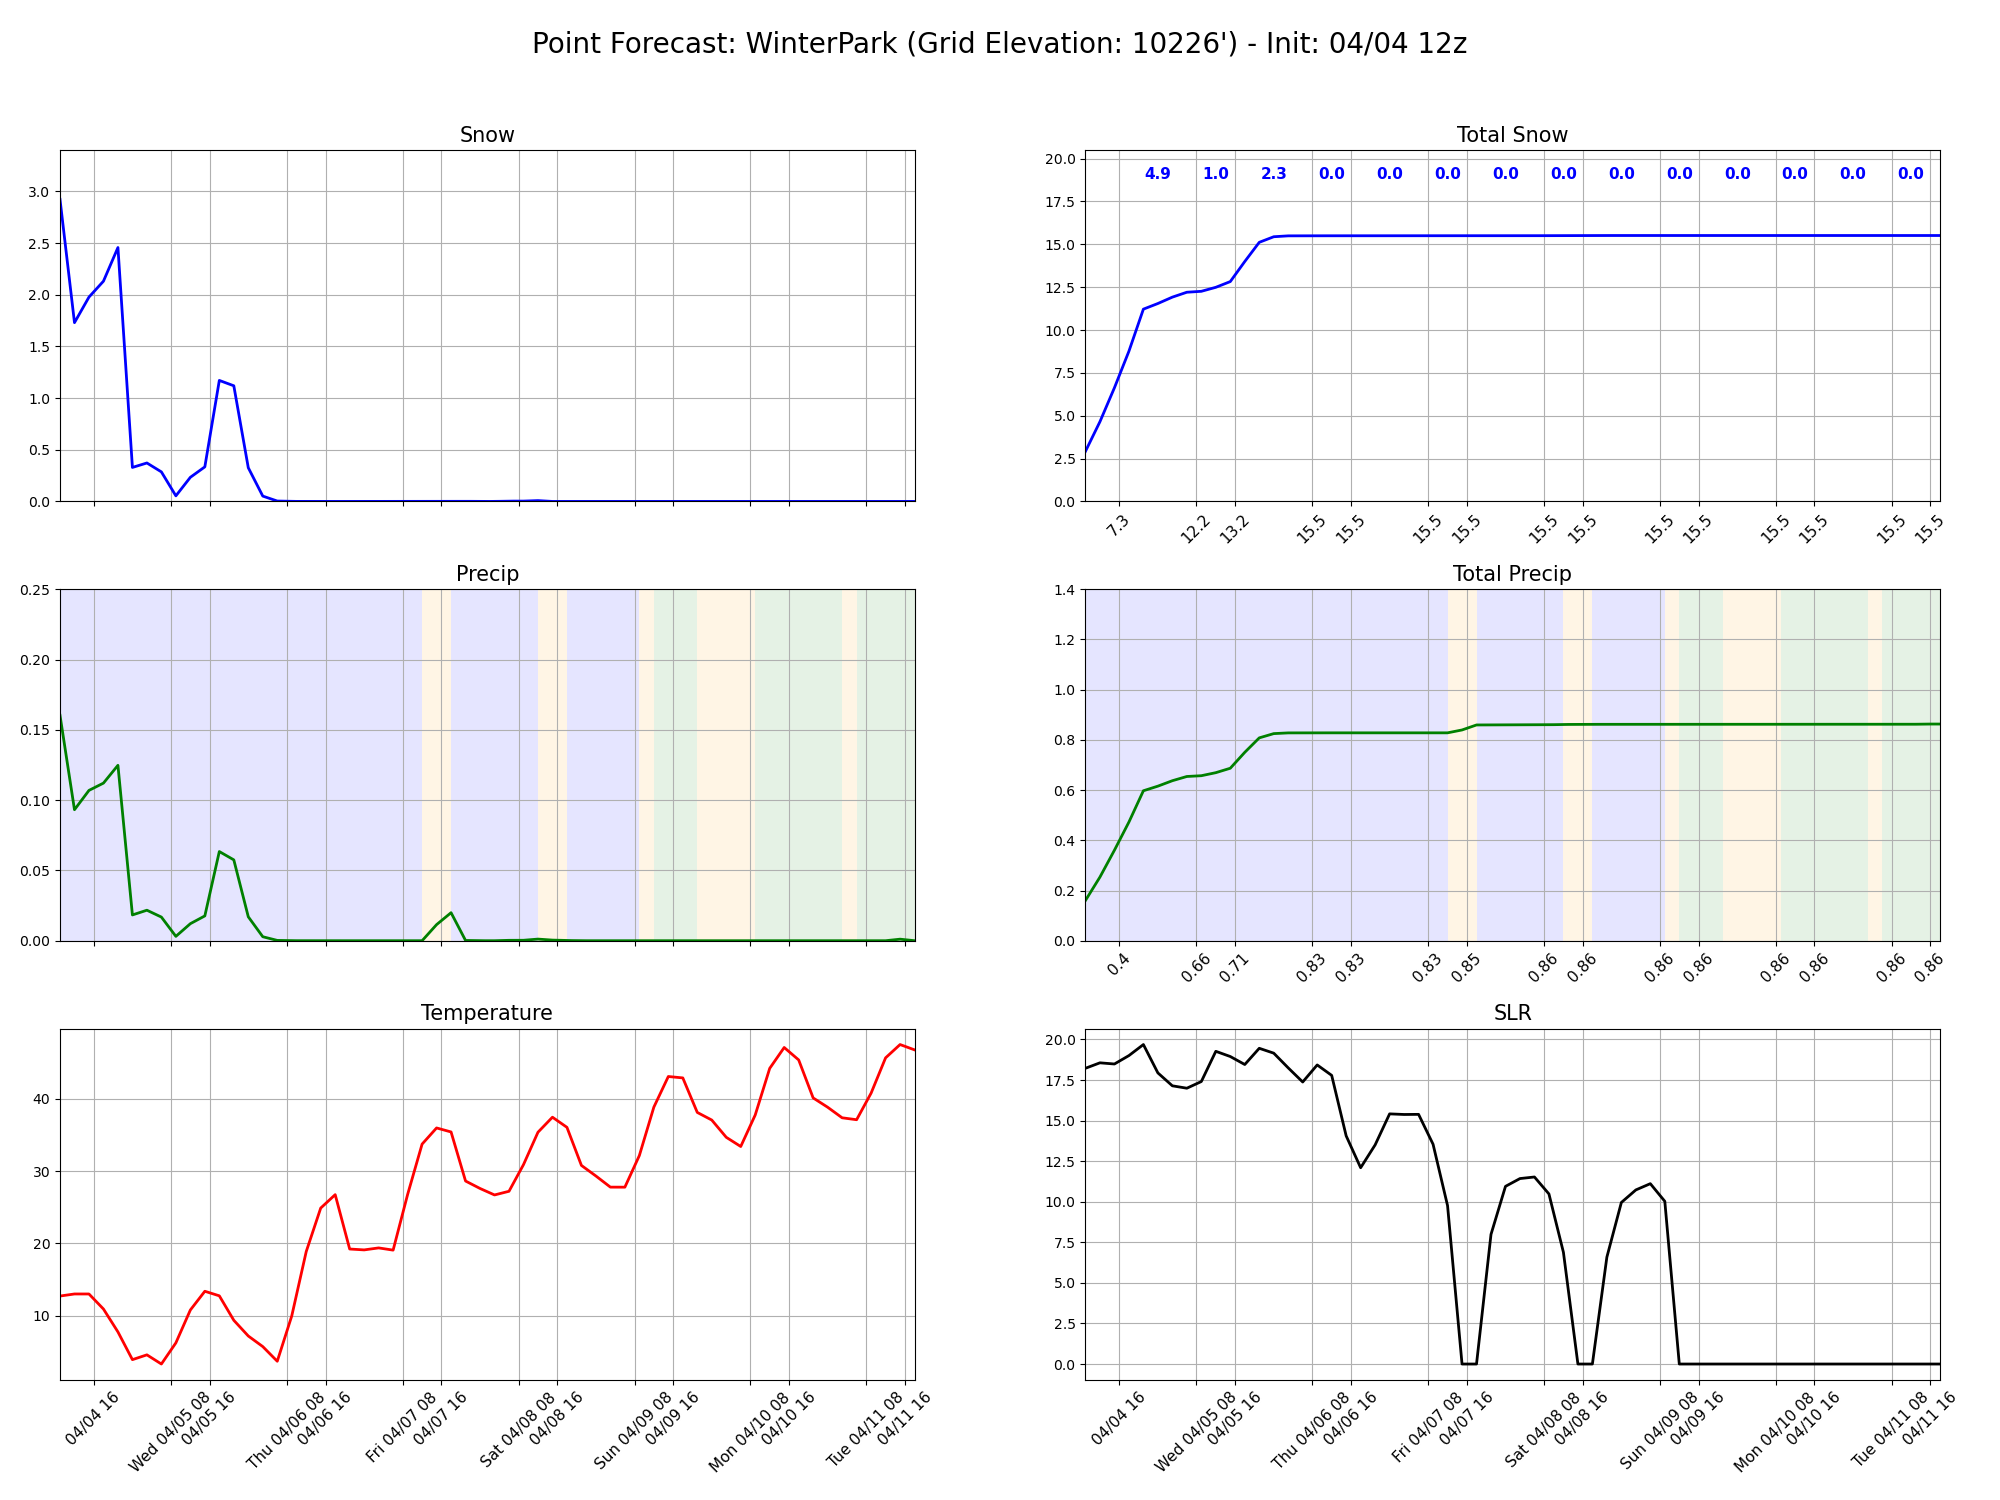 Point Forecast: WinterPark (Grid Elevation: 10226') - Init: 04/04 12z
Snow
3.0
2.5
2.0
1.5
1.0
0.5
0.0
Total Snow
20.0
17.5
15.0
12.5
10.0
7.5
5.0
2.5
0.0
4.9 1.0 2.3 0.0 0.0 0.0 0.0 0.0 0.0 0.0 0.0 0.0 0.0 0.0
7.3 12.2 13.2 15.5 15.5 15.5 15.5 15.5 15.5 15.5 15.5 15.5 15.5 15.5 15.5
Precip
0.25
0.20
0.15
0.10
0.05
0.00
Total Precip
1.4
1.2
1.0
0.8
0.6
0.4
0.2
0.0
0.4 0.66 0.71 0.83 0.83 0.83 0.85 0.86 0.86 0.86 0.86 0.86 0.86 0.86 0.86
Temperature
40
30
20
10
04/04 16
Wed 04/05 08
04/05 16
Thu 04/06 08
04/06 16
Fri 04/07 08
04/07 16
Sat 04/08 08
04/08 16
Sun 04/09 08
04/09 16
Mon 04/10 08
04/10 16
Tue 04/11 08
04/11 16
SLR
20.0
17.5
15.0
12.5
10.0
7.5
5.0
2.5
0.0
04/04 16
Wed 04/05 08
04/05 16
Thu 04/06 08
04/06 16
Fri 04/07 08
04/07 16
Sat 04/08 08
04/08 16
Sun 04/09 08
04/09 16
Mon 04/10 08
04/10 16
Tue 04/11 08
04/11 16